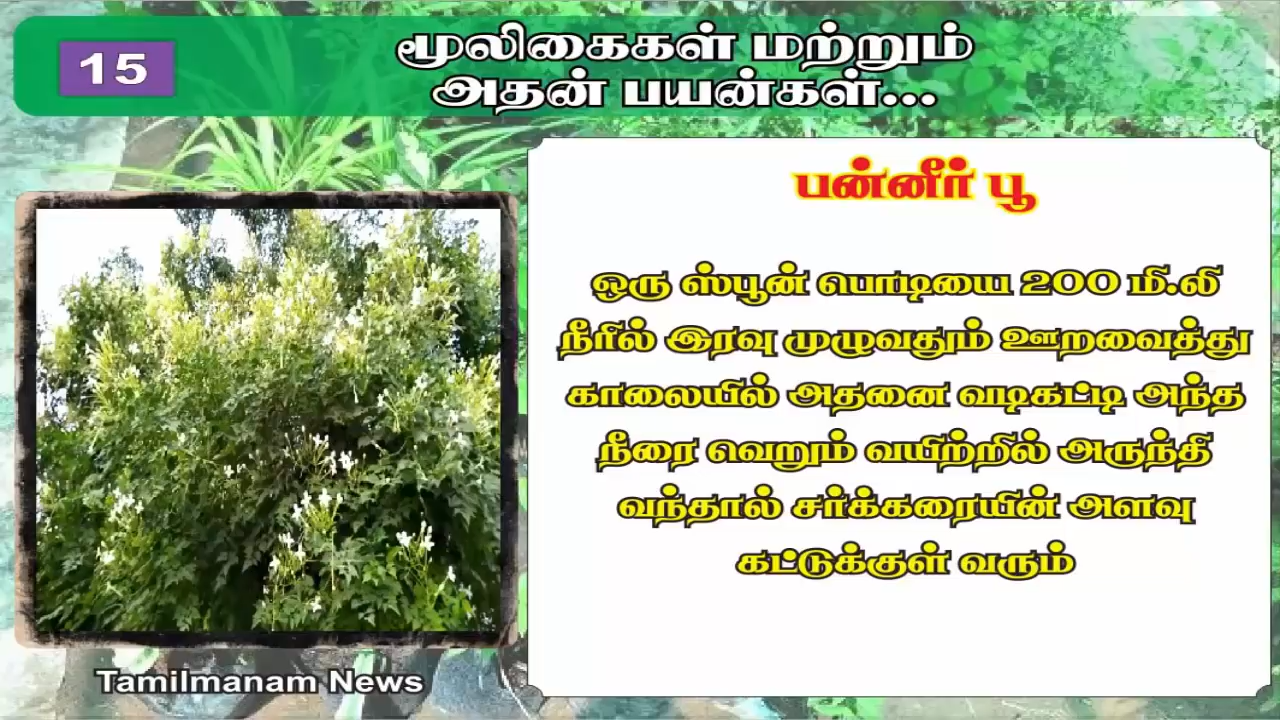 15
மூலிகைகள் மற்றும்
அதன் பயன்கள்...
பன்னீர் பூ
ஒரு ஸ்பூன் பொடியை 200 மி.லி
நீரில் இரவு முழுவதும் ஊறவைத்து
காலையில் அதனை வடிகட்டி அந்த
நீரை வெறும் வயிற்றில் அருந்தி
வந்தால் சர்க்கரையின் அளவு
கட்டுக்குள் வரும்
Tamilmanam News